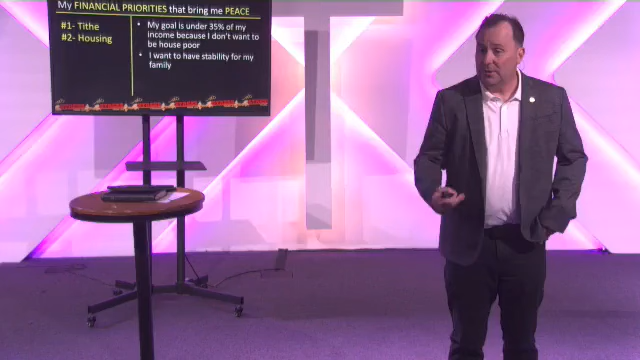 My FINANCIAL PRIORITIES that bring me PEACE
#1- Tithe
#2- Housing
• My goal is under 35% of my
income because I don't want to
be house poor
• I want to have stability for my
family